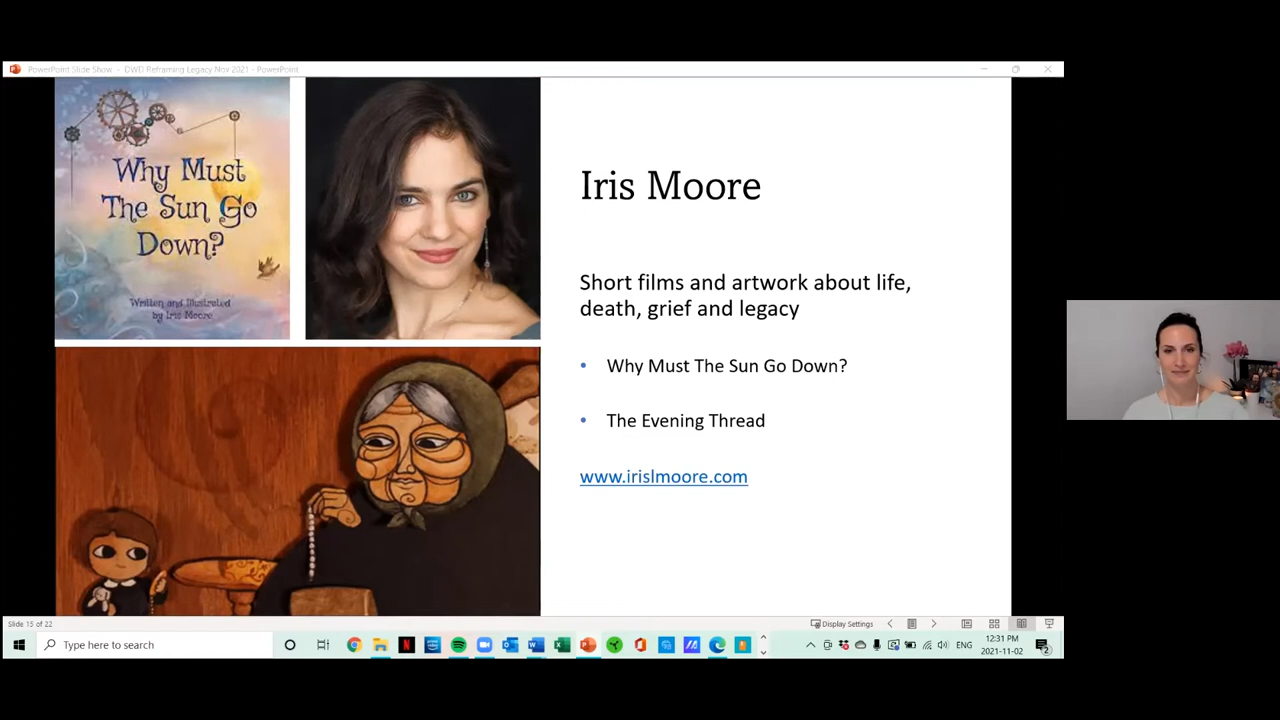 PowerPoint Slide Show - DWD Reframing Legacy Nov 2021 - PowerPoint
Why Must
The Sun Go
Down?
Written and Illustrated
by Iris Moore
Iris Moore
Short films and artwork about life,
death, grief and legacy
• Why Must The Sun Go Down?
• The Evening Thread
www.irislmoore.com
Slide 15 of 22
Display Settings
Type here to search
ENG
12:31 PM
2021-11-02
2